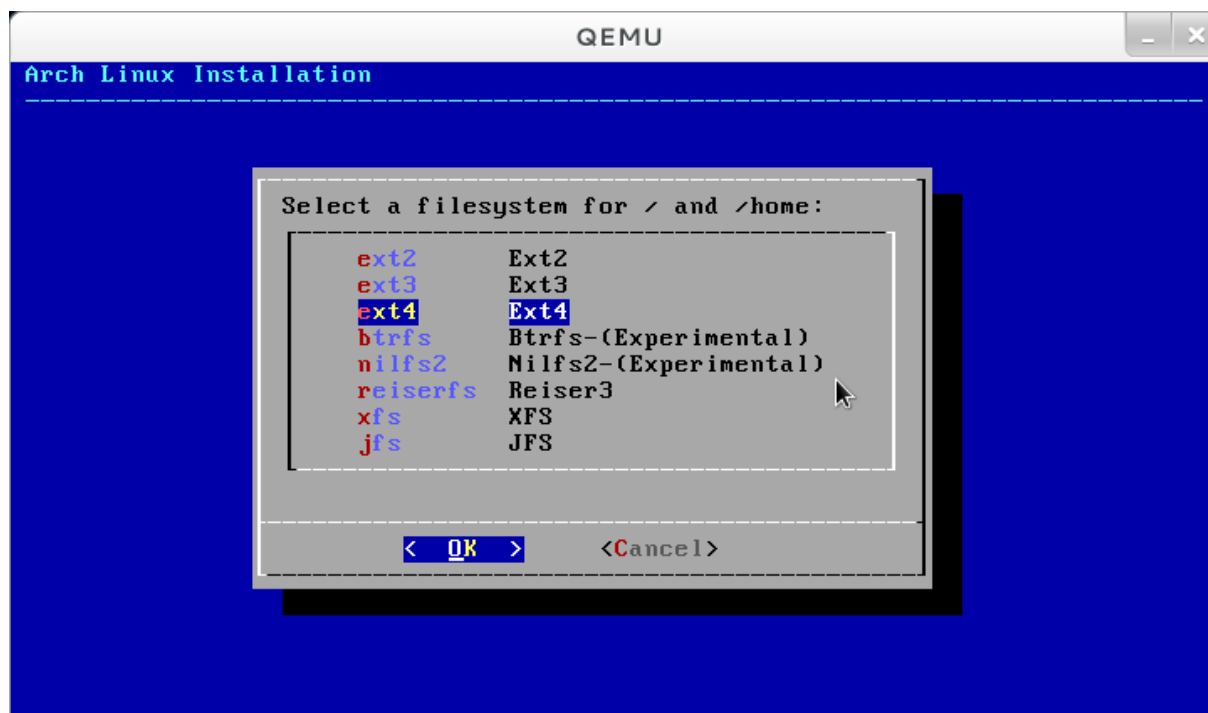 QEMU
Arch Linux Installation
Select a filesystem for / and /home:
ext2 Ext2
ext3 Ext3
ext4 Ext4
btrfs Btrfs-(Experimental)
nilfs2 Nilfs2-(Experimental)
reiserfs Reiser3
xfs XFS
jfs JFS
< OK > <Cancel>